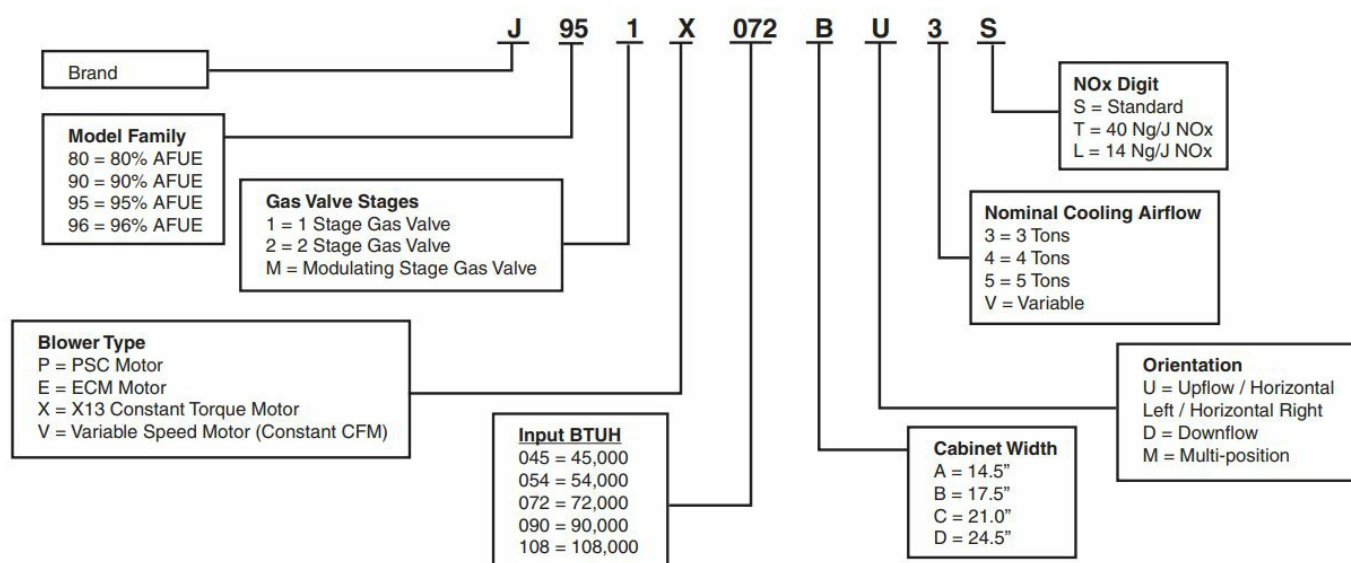 J 95 1 X 072 B U 3 S
Brand
Model Family
80 = 80% AFUE
90 = 90% AFUE
95 = 95% AFUE
96 = 96% AFUE
Gas Valve Stages
1 = 1 Stage Gas Valve
2 = 2 Stage Gas Valve
M = Modulating Stage Gas Valve
Blower Type
P = PSC Motor
E = ECM Motor
X = X13 Constant Torque Motor
V = Variable Speed Motor (Constant CFM)
Input BTUH
045 = 45,000
054 = 54,000
072 = 72,000
090 = 90,000
108 = 108,000
NOx Digit
S = Standard
T = 40 Ng/J NOx
L = 14 Ng/J NOx
Nominal Cooling Airflow
3 = 3 Tons
4 = 4 Tons
5 = 5 Tons
V = Variable
Orientation
U = Upflow / Horizontal
Left / Horizontal Right
D = Downflow
M = Multi-position
Cabinet Width
A = 14.5”
B = 17.5”
C = 21.0”
D = 24.5”